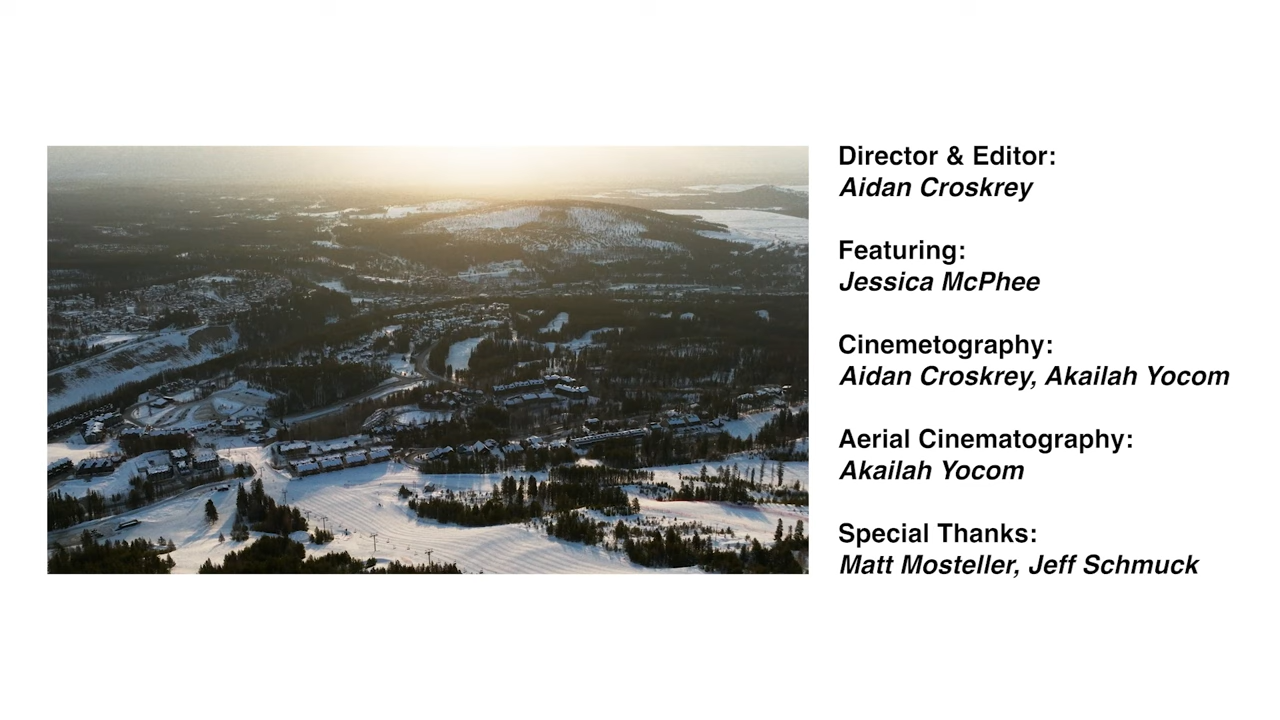 Director & Editor:
Aidan Croskrey
Featuring:
Jessica McPhee
Cinemetography:
Aidan Croskrey, Akailah Yocom
Aerial Cinematography:
Akailah Yocom
Special Thanks:
Matt Mosteller, Jeff Schmuck